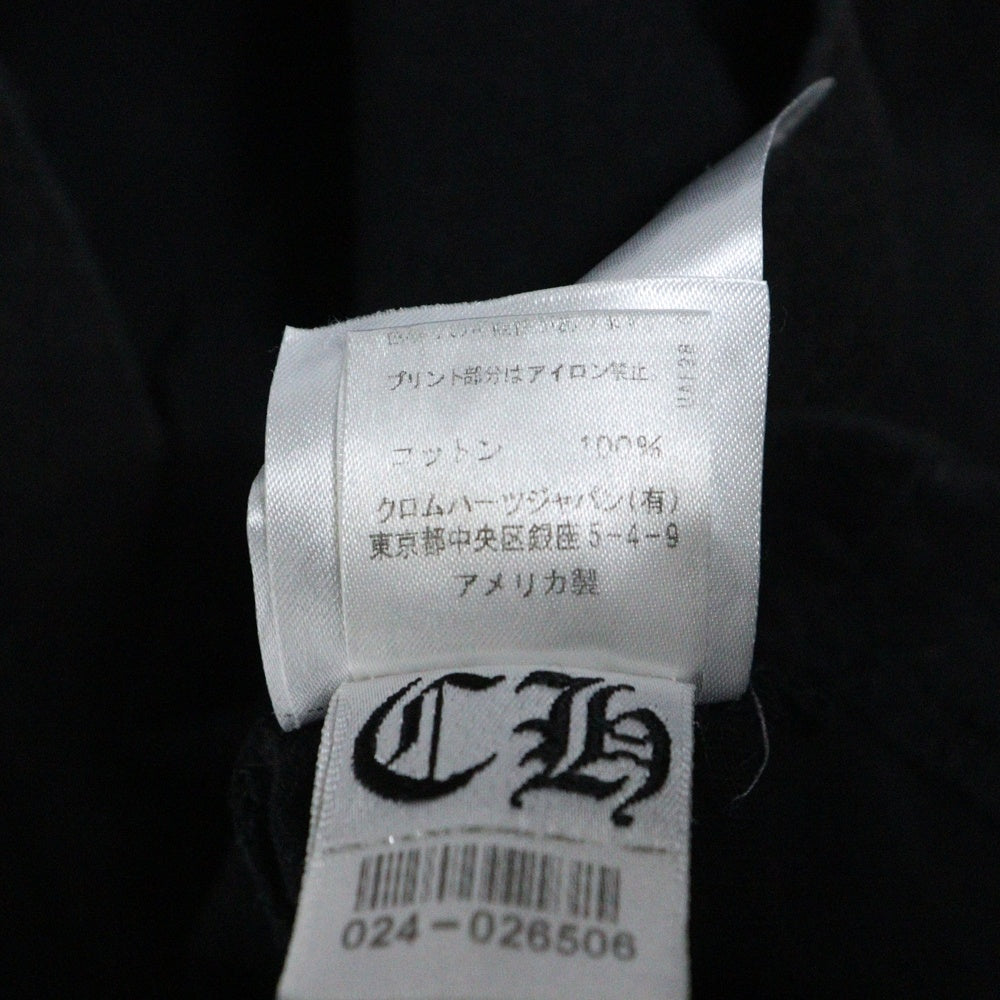 プリント部分はアイロン禁止
コットン 100%
クロムハーツジャパン(有)
東京都中央区銀座5-4-9
アメリカ製
CH
024-026506